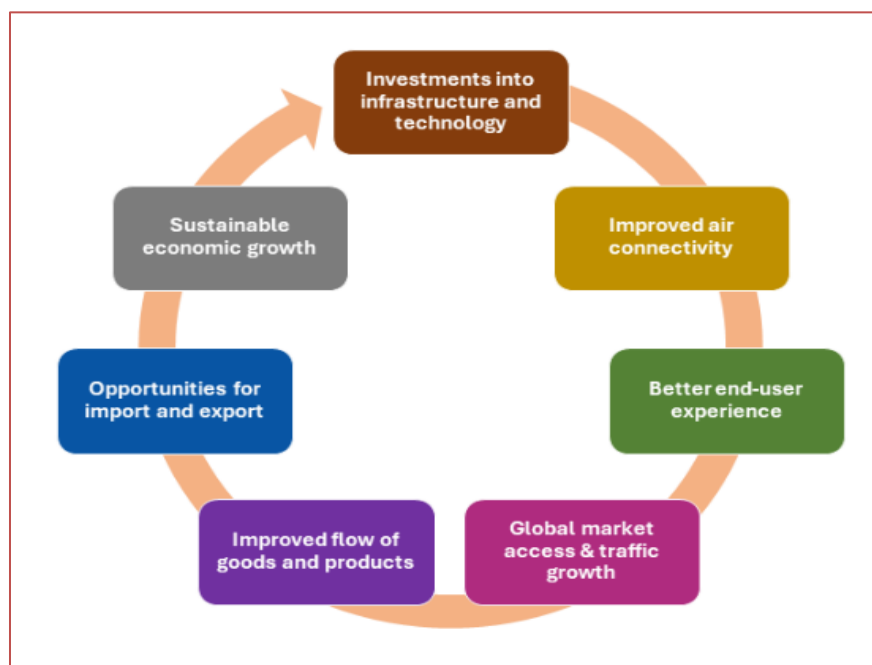 Investments into
infrastructure and
technology
Improved air
connectivity
Better end-user
experience
Global market
access & traffic
growth
Improved flow of
goods and products
Opportunities for
import and export
Sustainable
economic growth